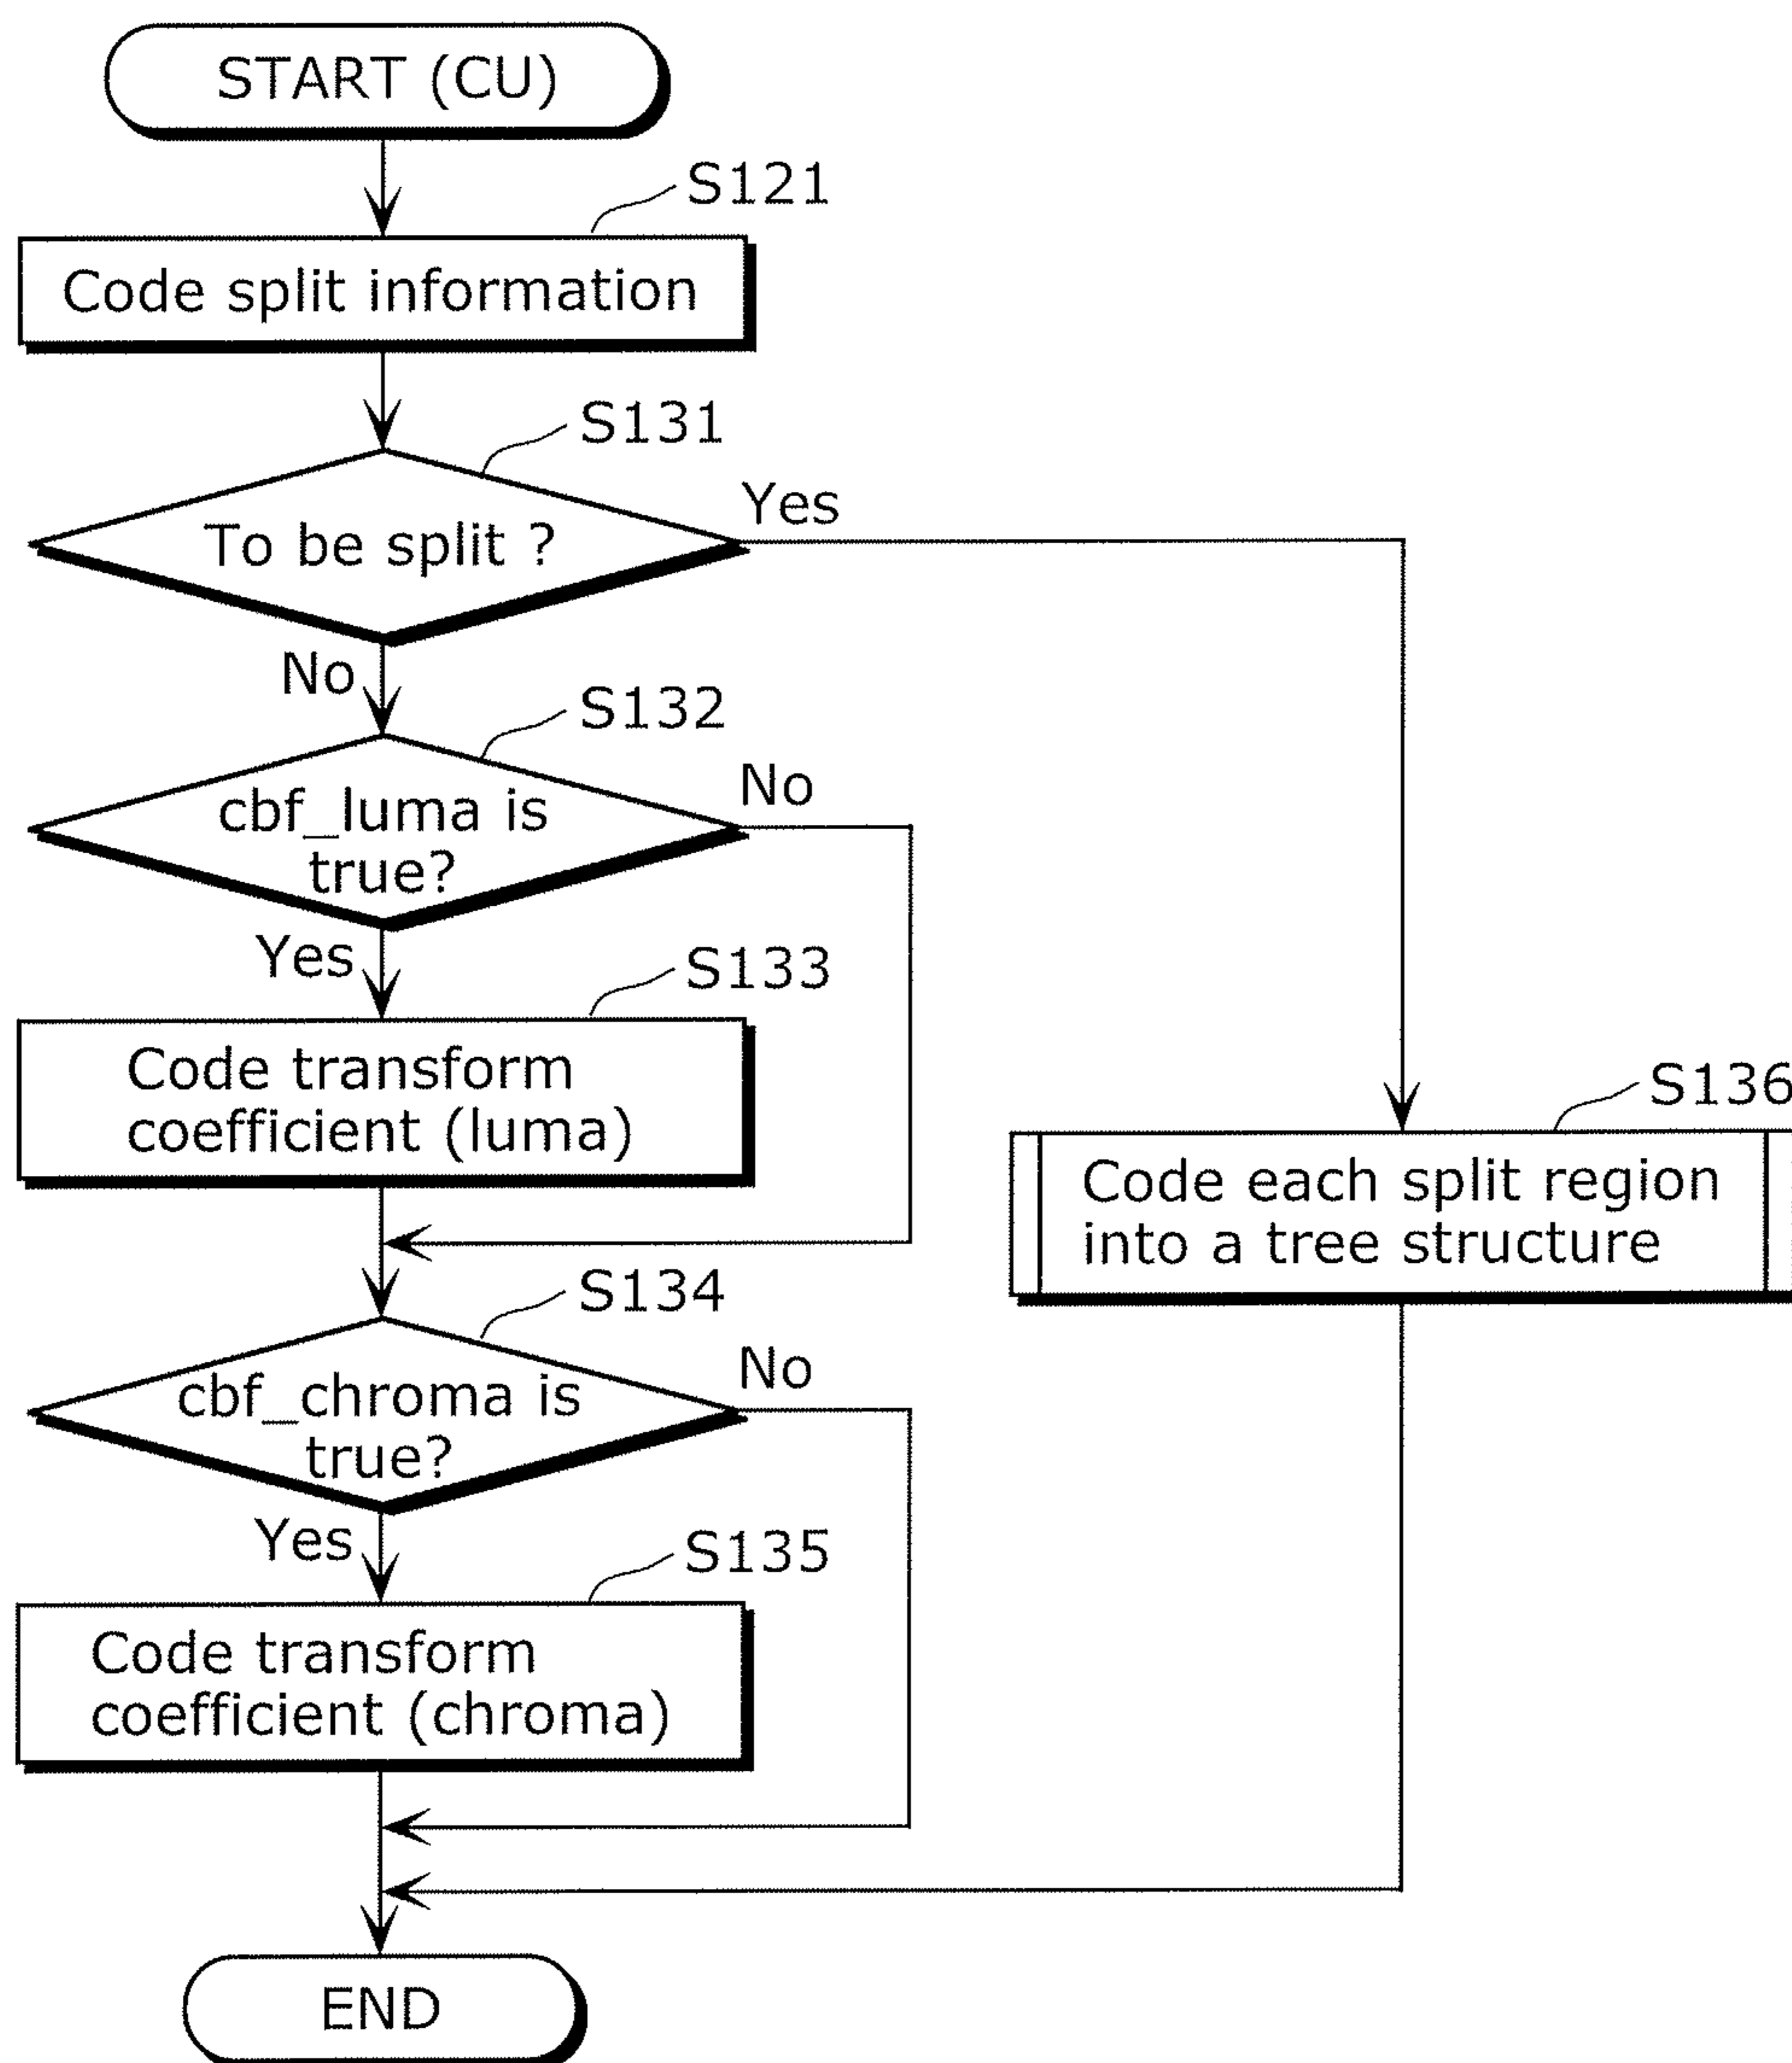 START (CU)
S121
Code split information
S131
To be split ?
Yes
No
S132
cbf_luma is
true?
No
Yes
S133
Code transform
coefficient (luma)
S136
Code each split region
into a tree structure
S134
cbf_chroma is
true?
No
Yes
S135
Code transform
coefficient (chroma)
END